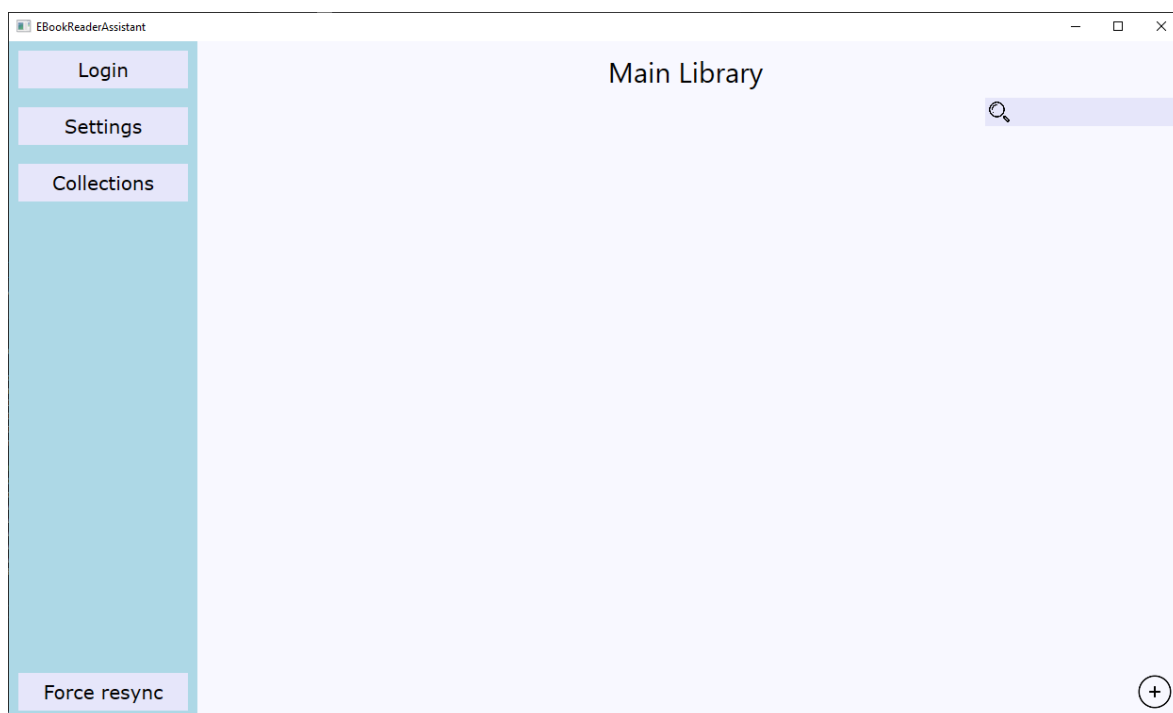 EBookReaderAssistant
Login
Settings
Collections
Main Library
Force resync